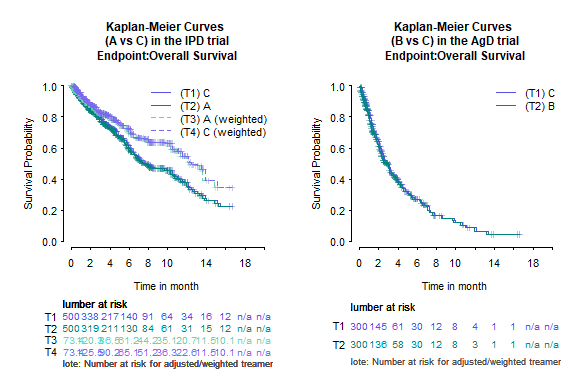 Kaplan-Meier Curves
(A vs C) in the IPD trial
Endpoint:Overall Survival
1.0
0.8
0.6
0.4
0.2
0.0
Survival Probability
(T1) C
(T2) A
(T3) A (weighted)
(T4) C (weighted)
0 2 4 6 8 10 14 18
Time in month
lumber at risk
T1 500 338 217 140 91 64 34 16 12 n/a n/a
T2 500 319 211 130 84 61 31 15 12 n/a n/a
T3 n/a n/a
T4 n/a n/a
lote: Number at risk for adjusted/weighted treamer
Kaplan-Meier Curves
(B vs C) in the AgD trial
Endpoint:Overall Survival
1.0
0.8
0.6
0.4
0.2
0.0
Survival Probability
(T1) C
(T2) B
0 2 4 6 8 10 14 18
Time in month
lumber at risk
T1 300 145 61 30 12 8 4 1 1 n/a n/a
T2 300 136 58 30 12 8 3 1 1 n/a n/a
lote: Number at risk for adjusted/weighted treamer